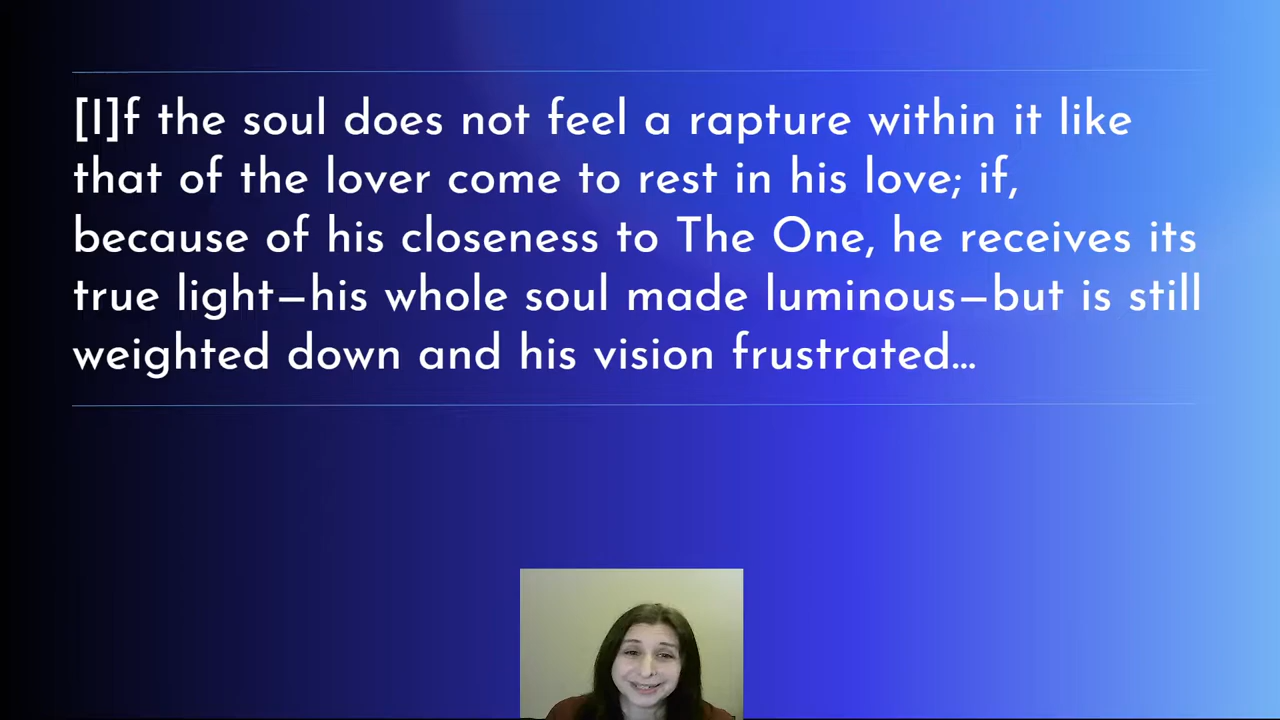 [I]f the soul does not feel a rapture within it like
that of the lover come to rest in his love; if,
because of his closeness to The One, he receives its
true light—his whole soul made luminous—but is still
weighted down and his vision frustrated...